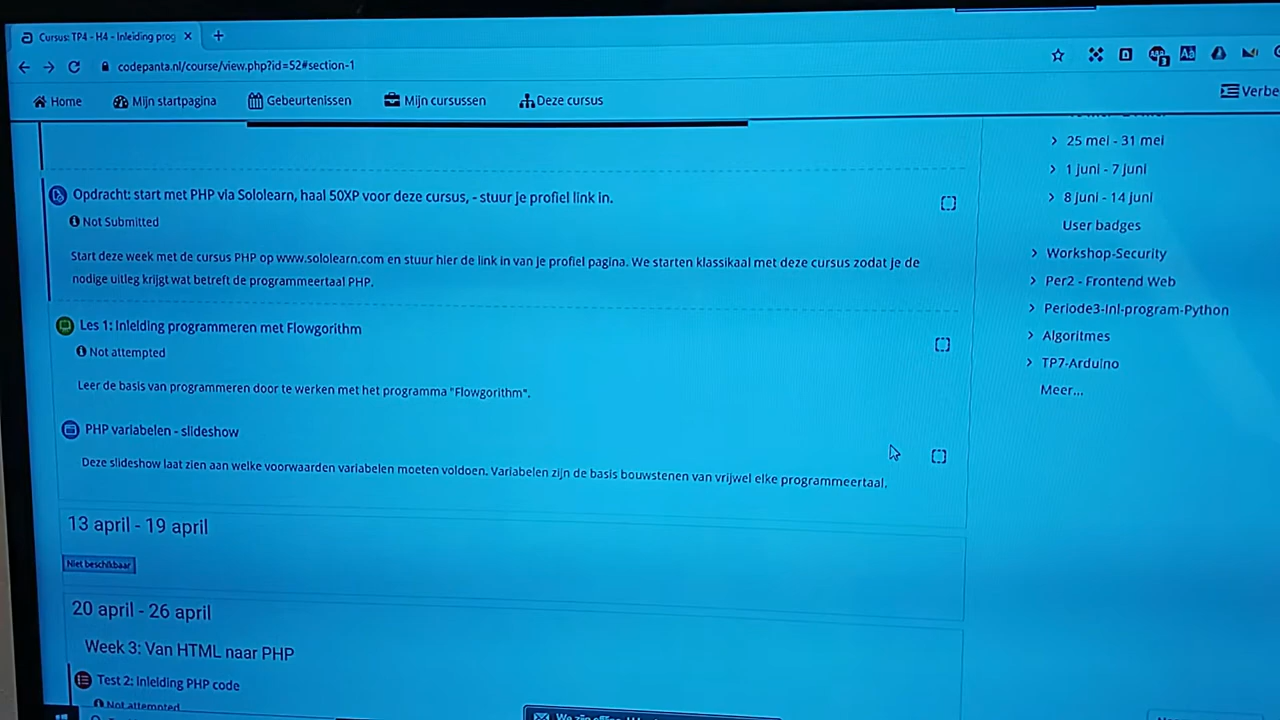 Cursus: TP4 - H4 - Inleiding prog
codepanta.nl/course/view.php?id=52#section-1
Home Mijn startpagina Gebeurtenissen Mijn cursussen Deze cursus
25 mei - 31 mei
1 juni - 7 juni
8 juni - 14 juni
User badges
Workshop-Security
Per2 - Frontend Web
Periode3-Inl-program-Python
Algoritmes
TP7-Arduino
Meer...
Opdracht: start met PHP via Sololearn, haal 50XP voor deze cursus, - stuur je profiel link in.
Not Submitted
Start deze week met de cursus PHP op www.sololearn.com en stuur hier de link in van je profiel pagina. We starten klassikaal met deze cursus zodat je de
nodige uitleg krijgt wat betreft de programmeertaal PHP.
Les 1: Inleiding programmeren met Flowgorithm
Not attempted
Leer de basis van programmeren door te werken met het programma "Flowgorithm".
PHP variabelen - slideshow
Deze slideshow laat zien aan welke voorwaarden variabelen moeten voldoen. Variabelen zijn de basis bouwstenen van vrijwel elke programmeertaal.
13 april - 19 april
Niet beschikbaar
20 april - 26 april
Week 3: Van HTML naar PHP
Test 2: Inleiding PHP code
Not attempted